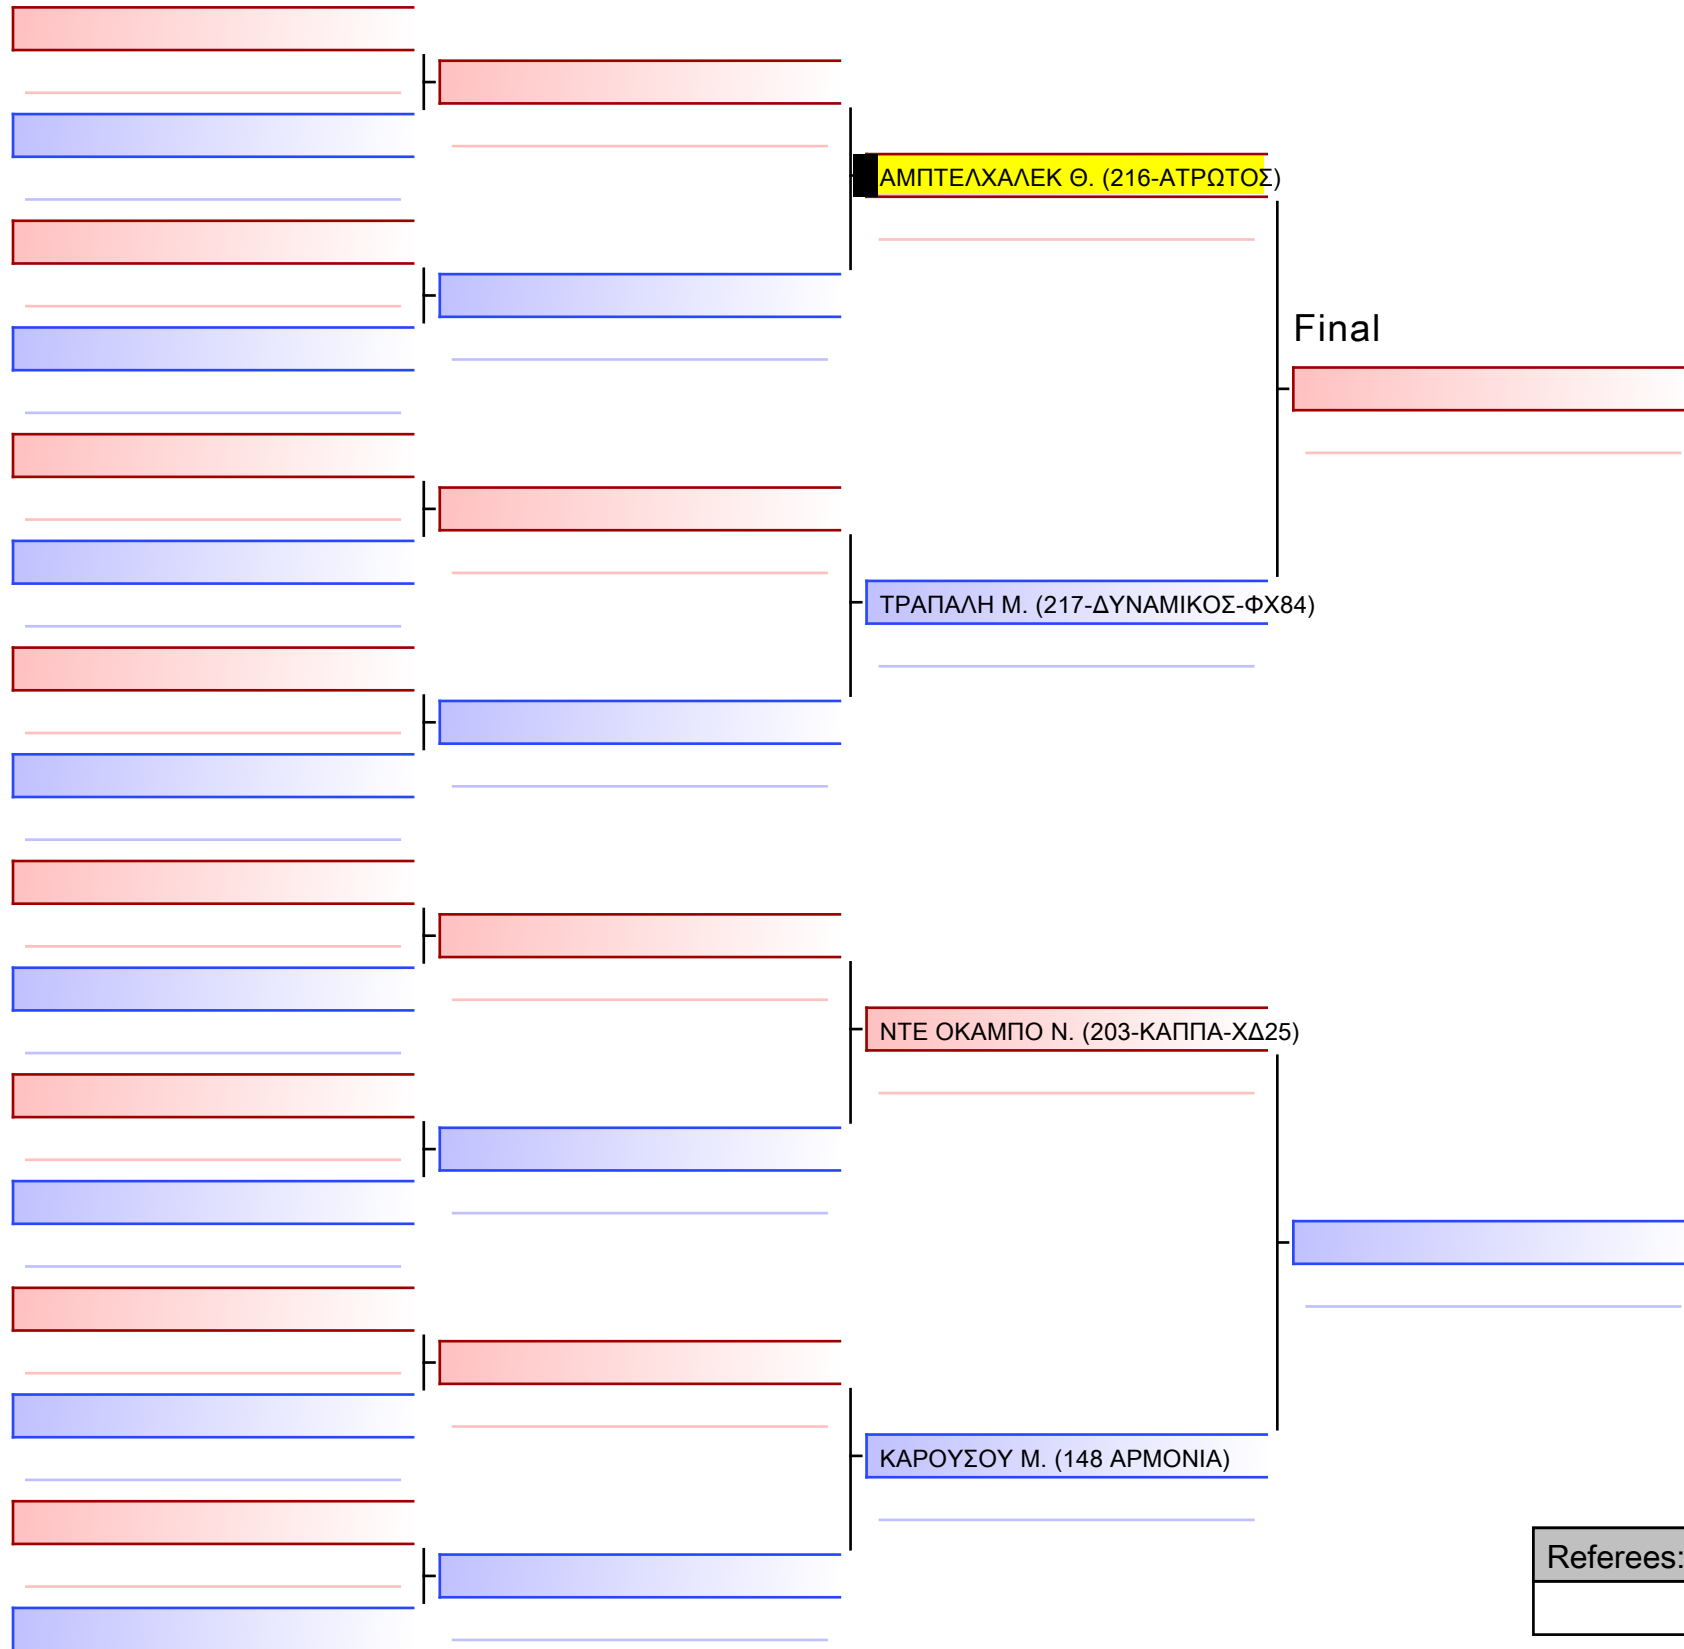 ΑΜΠΤΕΛΧΑΛΕΚ Θ. (216-ΑΤΡΩΤΟΣ)
Final
ΤΡΑΠΑΛΗ Μ. (217-ΔΥΝΑΜΙΚΟΣ-ΦΧ84)
ΝΤΕ ΟΚΑΜΠΟ Ν. (203-ΚΑΠΠΑ-ΧΔ25)
ΚΑΡΟΥΣΟΥ Μ. (148 ΑΡΜΟΝΙΑ)
Referees: